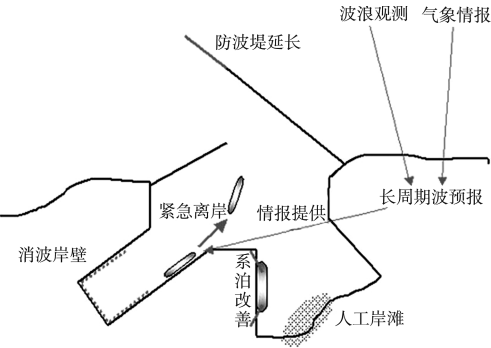 波浪观测 气象情报
防波堤延长
长周期波预报
紧急离岸 情报提供
消波岸壁
系泊改善
人工岸滩